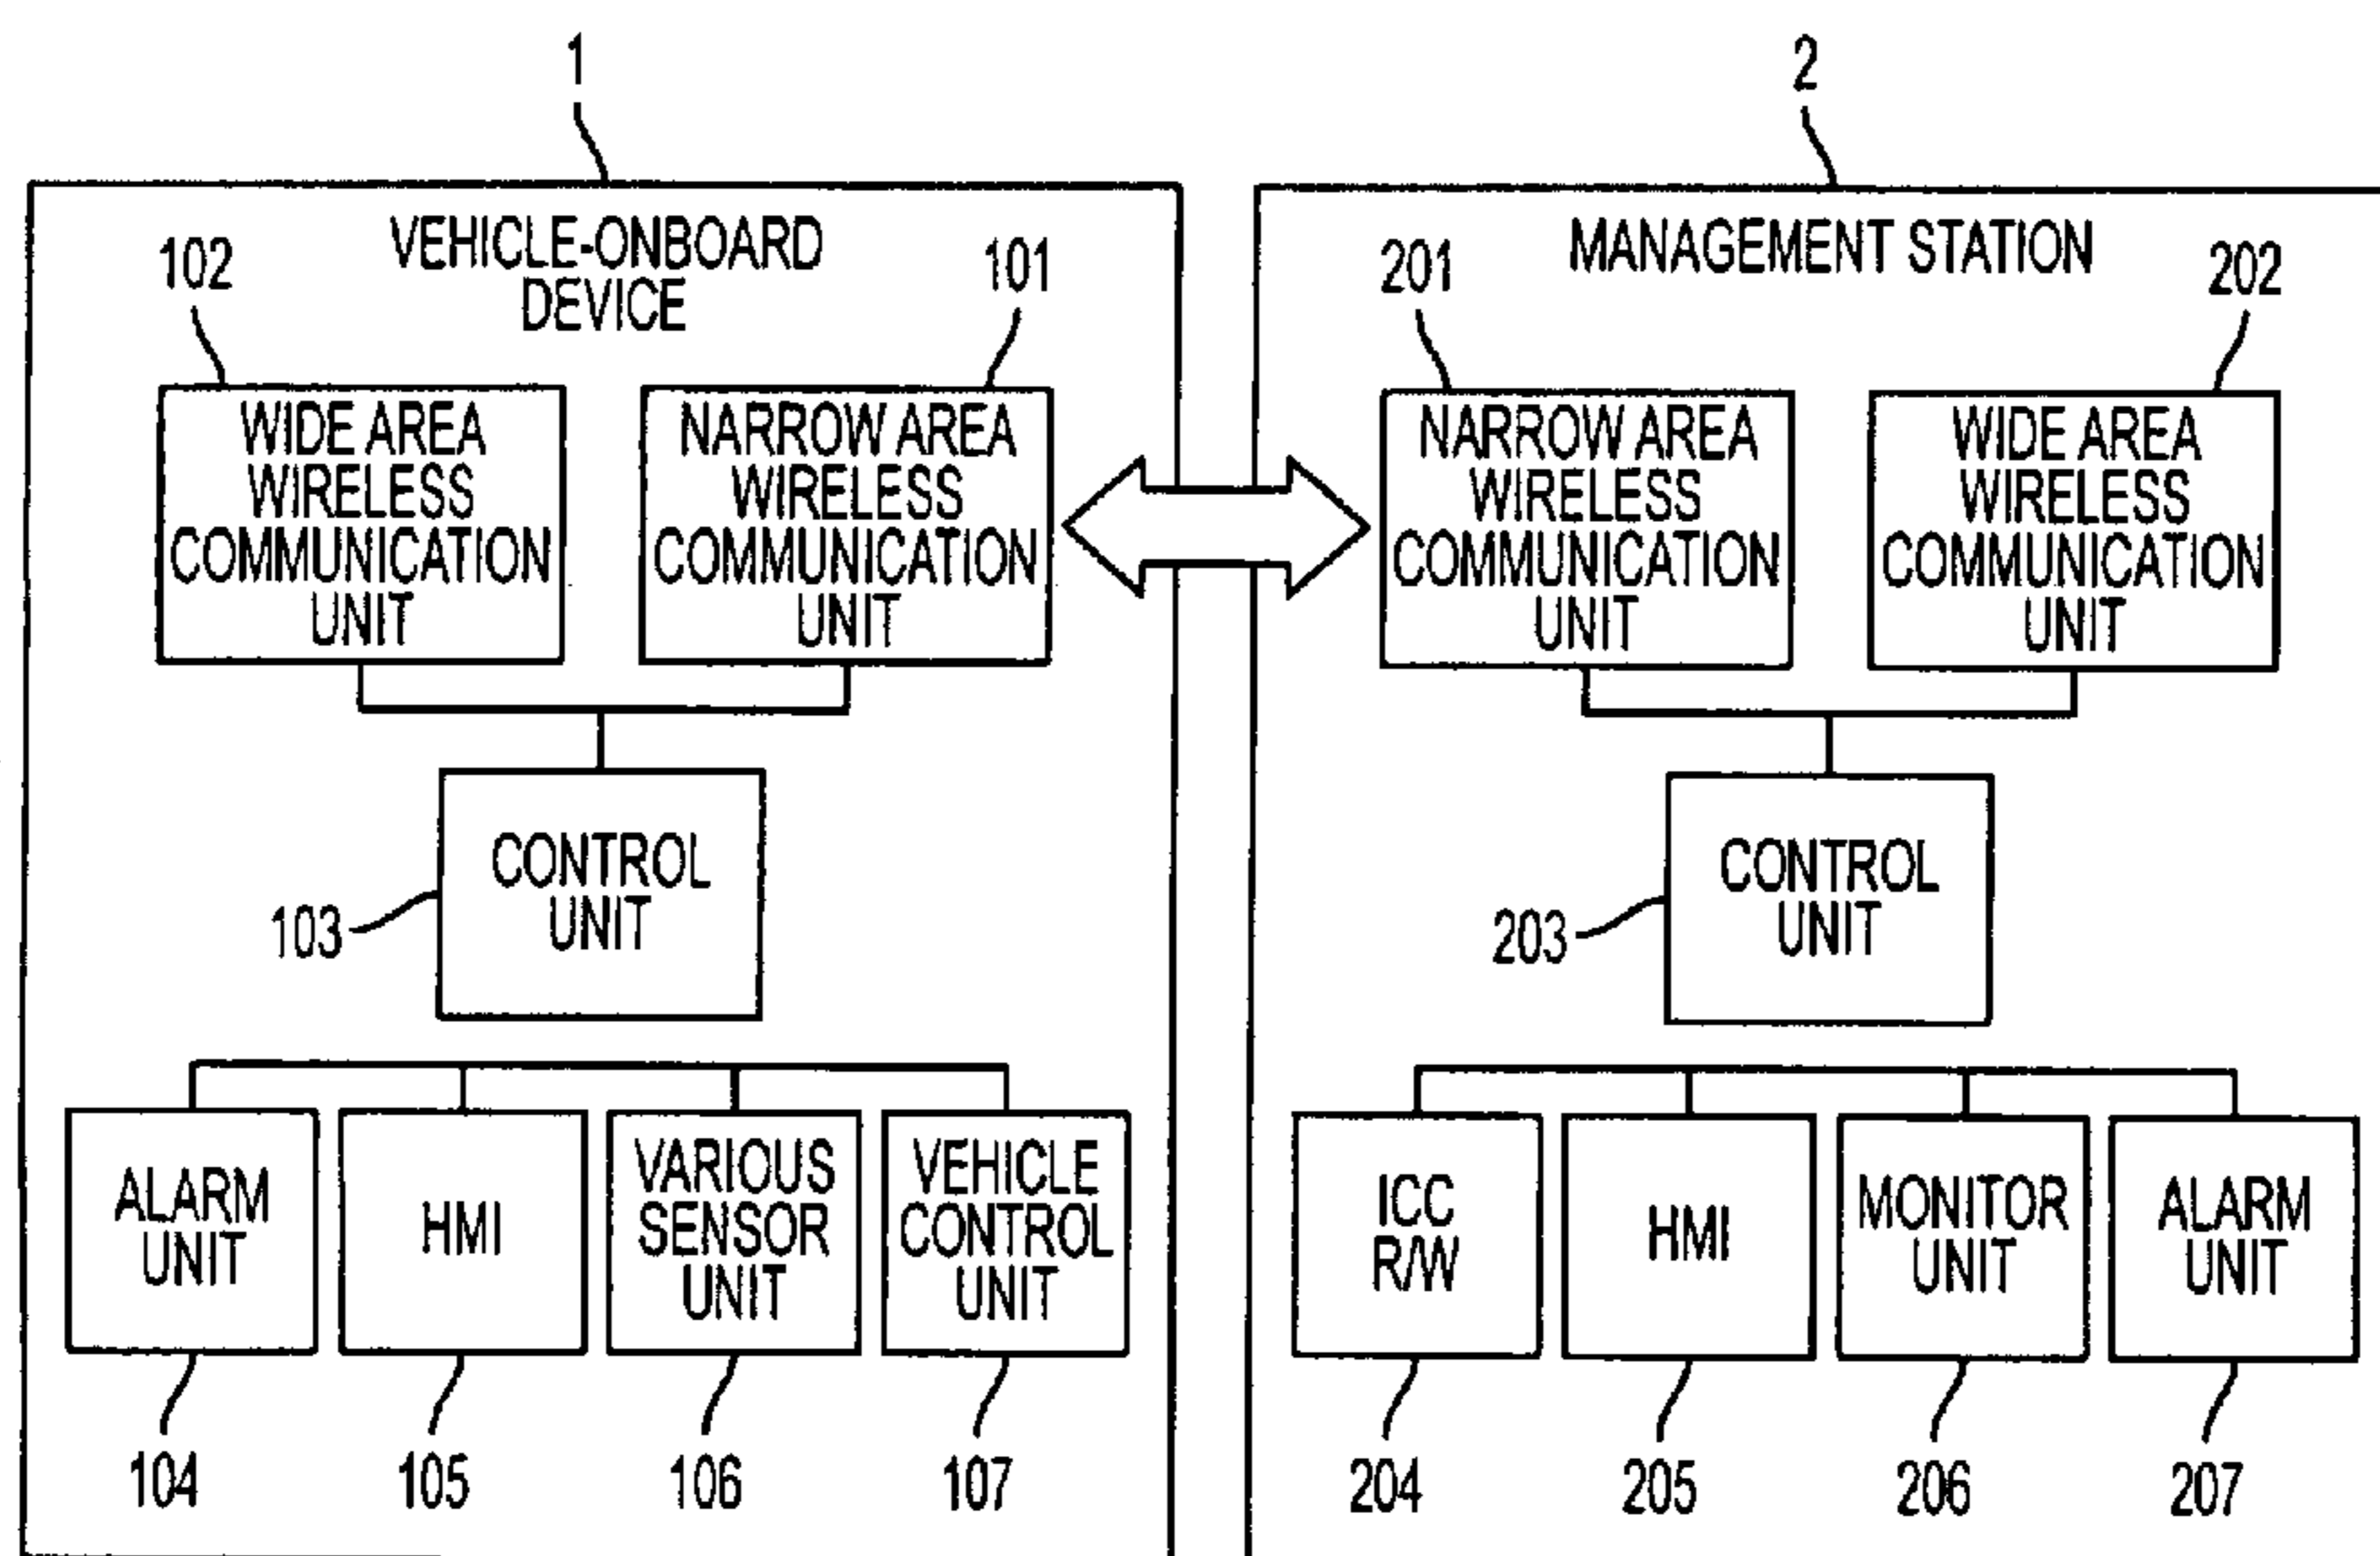 1
2
VEHICLE-ONBOARD
DEVICE
MANAGEMENT STATION
102
101
201
202
WIDE AREA
WIRELESS
COMMUNICATION
UNIT
NARROW AREA
WIRELESS
COMMUNICATION
UNIT
NARROW AREA
WIRELESS
COMMUNICATION
UNIT
WIDE AREA
WIRELESS
COMMUNICATION
UNIT
CONTROL
UNIT
103
CONTROL
UNIT
203
ALARM
UNIT
HMI
VARIOUS
SENSOR
UNIT
VEHICLE
CONTROL
UNIT
ICC
R/W
HMI
MONITOR
UNIT
ALARM
UNIT
104
105
106
107
204
205
206
207